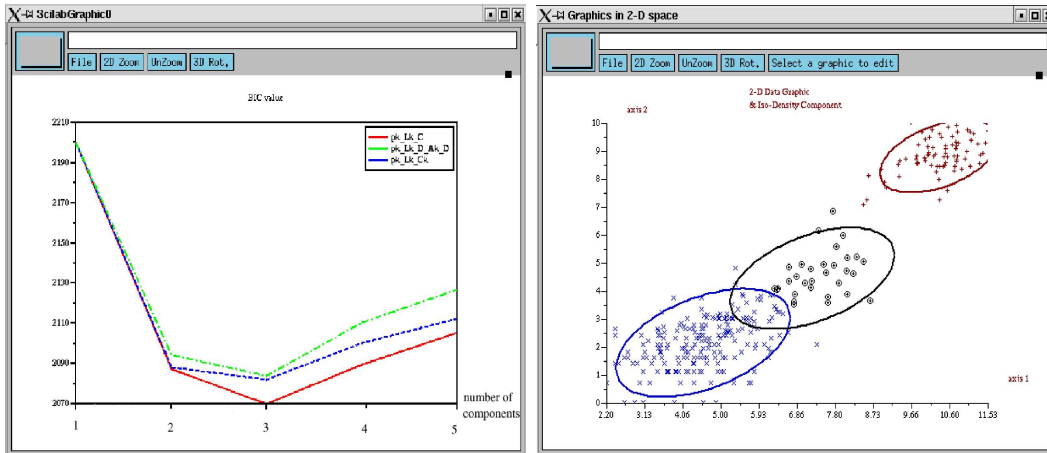 ScilabGraphic0
File 2D Zoom UnZoom 3D Rot.
BIC value
2210
2190
2170
2150
2130
2110
2090
2070
pk_Lk_C
pk_Lk_D_Ak_D
pk_Lk_Ck
number of
components
1 2 3 4 5
Graphics in 2-D space
File 2D Zoom UnZoom 3D Rot. Select a graphic to edit
2-D Data Graphic
& Iso-Density Component
axis 2
10
9
8
7
6
5
4
3
2
1
0
axis 1
2.20 3.13 4.06 5.00 5.93 6.86 7.80 8.73 9.66 10.60 11.53